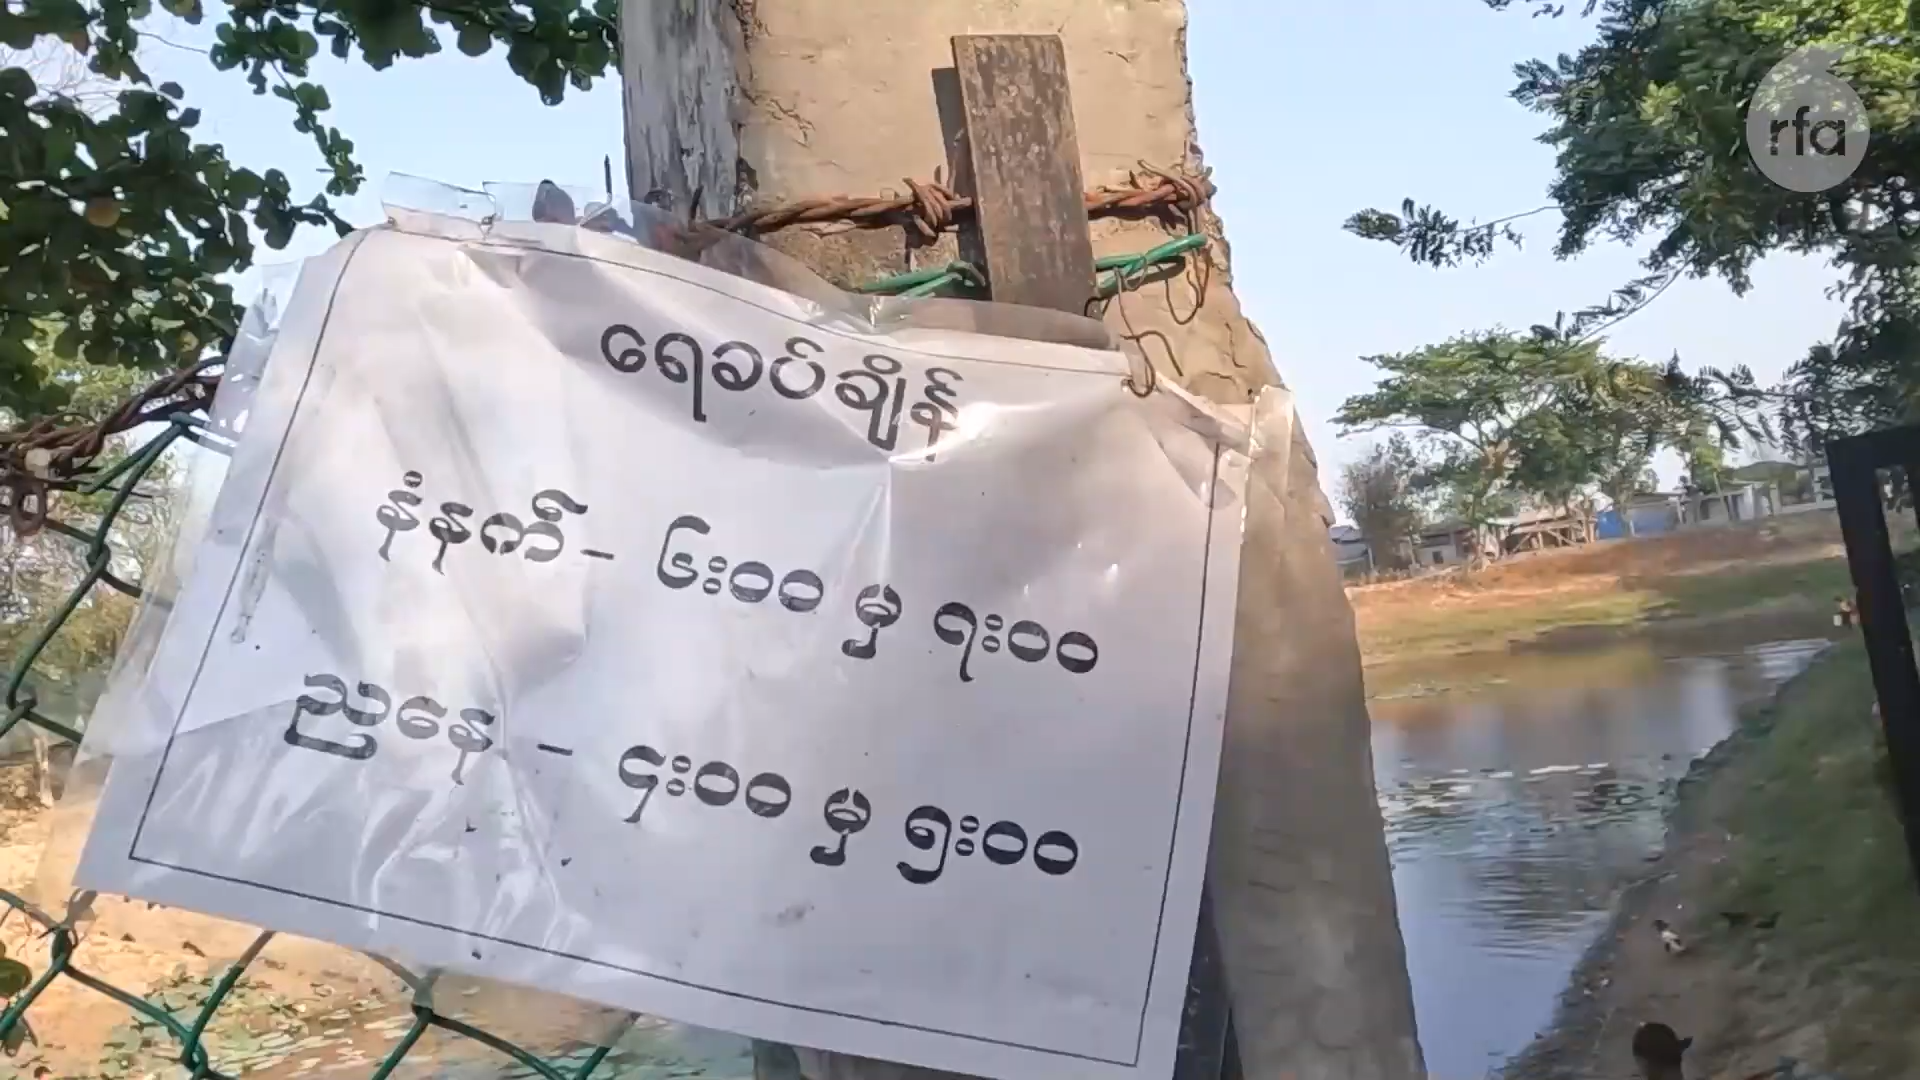 rfa
ရေခပ်ချိန်
နံနက် - ၆း၀၀ မှ ၇း၀၀
ညနေ - ၄း၀၀ မှ ၅း၀၀